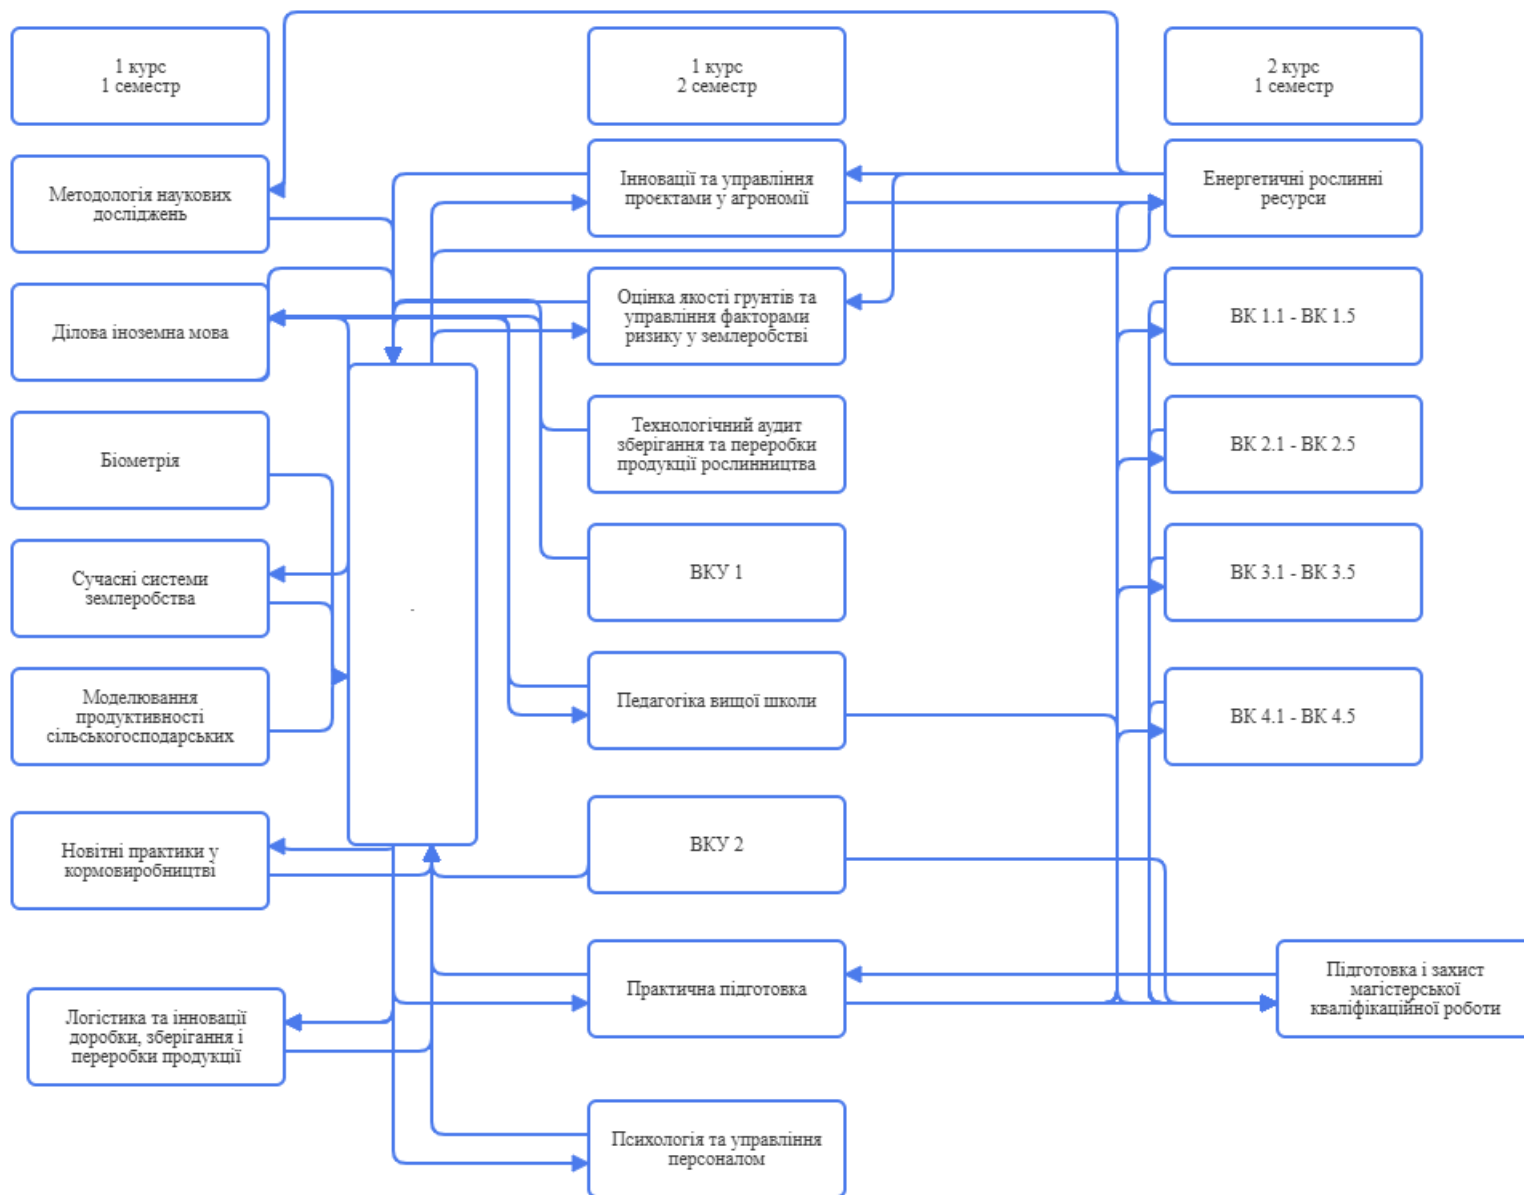 1 курс
1 семестр
Методологія наукових
досліджень
Ділова іноземна мова
Біометрія
Сучасні системи
землеробства
Моделювання
продуктивності
сільськогосподарських
Новітні практики у
кормовиробництві
Логістика та інновації
доробки, зберігання і
переробки продукції
.
1 курс
2 семестр
Інновації та управління
проєктами у агрономії
Оцінка якості грунтів та
управління факторами
ризику у землеробстві
Технологічний аудит
зберігання та переробки
продукції рослинництва
ВКУ 1
Педагогіка вищої школи
ВКУ 2
Практична підготовка
Психологія та управління
персоналом
2 курс
1 семестр
Енергетичні рослинні
ресурси
ВК 1.1 - ВК 1.5
ВК 2.1 - ВК 2.5
ВК 3.1 - ВК 3.5
ВК 4.1 - ВК 4.5
Підготовка і захист
магістерської
кваліфікаційної роботи